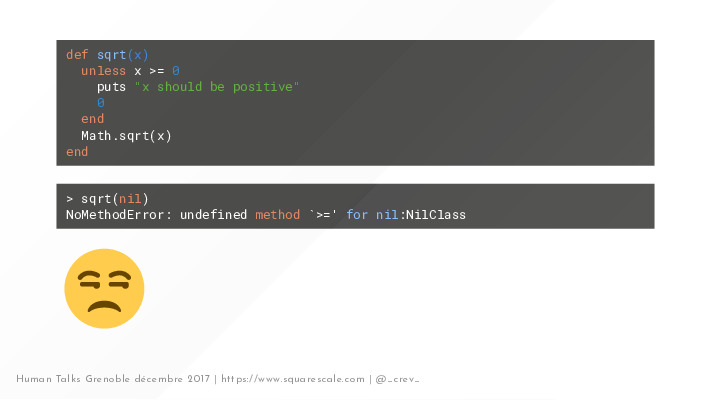 def sqrt(x)
  unless x >= 0
    puts "x should be positive"
    0
  end
  Math.sqrt(x)
end
> sqrt(nil)
NoMethodError: undefined method `>=' for nil:NilClass
Human Talks Grenoble décembre 2017 | https://www.squarescale.com | @_crev_